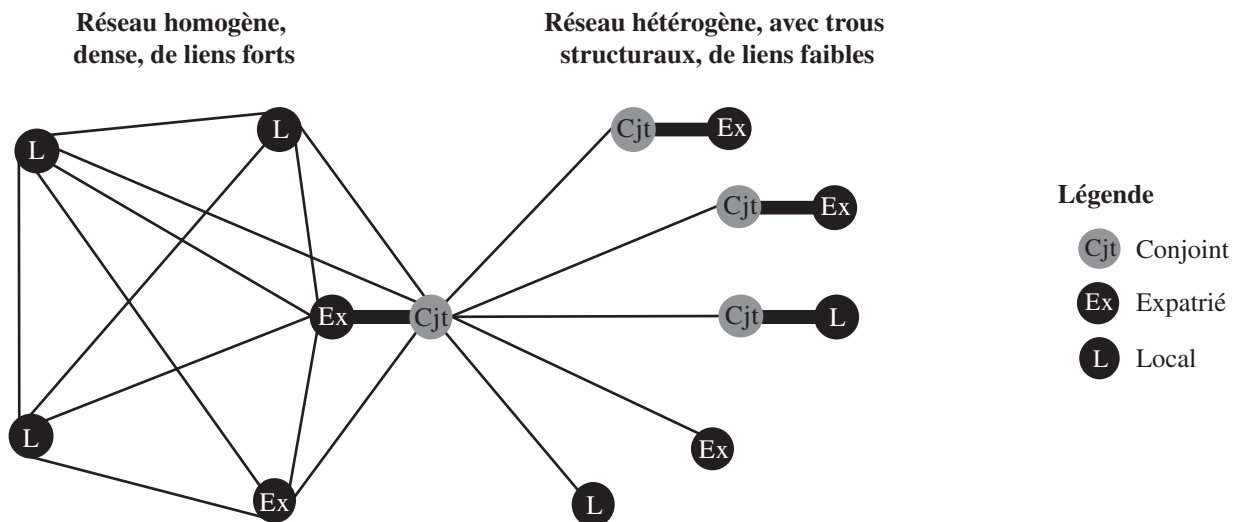 Réseau homogène,
dense, de liens forts
Réseau hétérogène, avec trous
structuraux, de liens faibles
L
L
Cjt Ex
Cjt Ex
Ex Cjt
Cjt L
L
Ex
Ex
L
Légende
Cjt Conjoint
Ex Expatrié
L Local